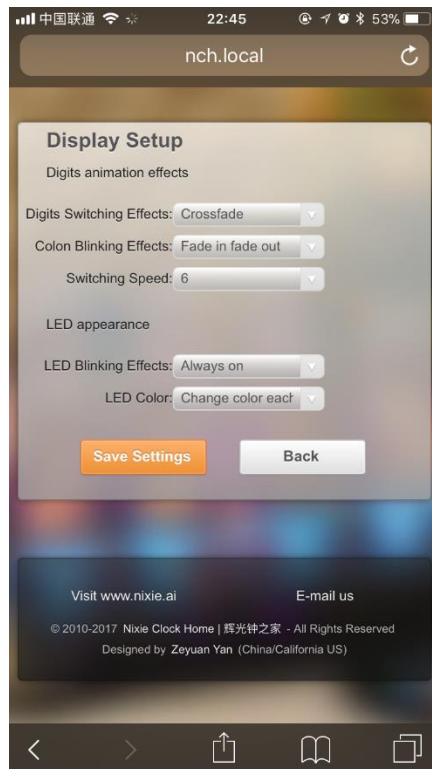 中国联通 22:45 53%
nch.local
Display Setup
Digits animation effects
Digits Switching Effects: Crossfade
Colon Blinking Effects: Fade in fade out
Switching Speed: 6
LED appearance
LED Blinking Effects: Always on
LED Color: Change color each
Save Settings Back
Visit www.nixie.ai E-mail us
© 2010-2017 Nixie Clock Home | 辉光钟之家 - All Rights Reserved
Designed by Zeyuan Yan (China/California US)